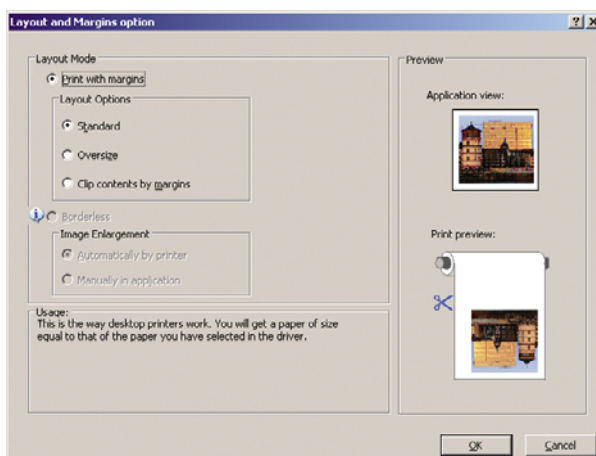 Layout and Margins option
Layout Mode
Print with margins
Layout Options
Standard
Oversize
Clip contents by margins
Borderless
Image Enlargement
Automatically by printer
Manually in application
Usage:
This is the way desktop printers work. You will get a paper of size
equal to that of the paper you have selected in the driver.
Preview
Application view:
Print preview:
OK
Cancel